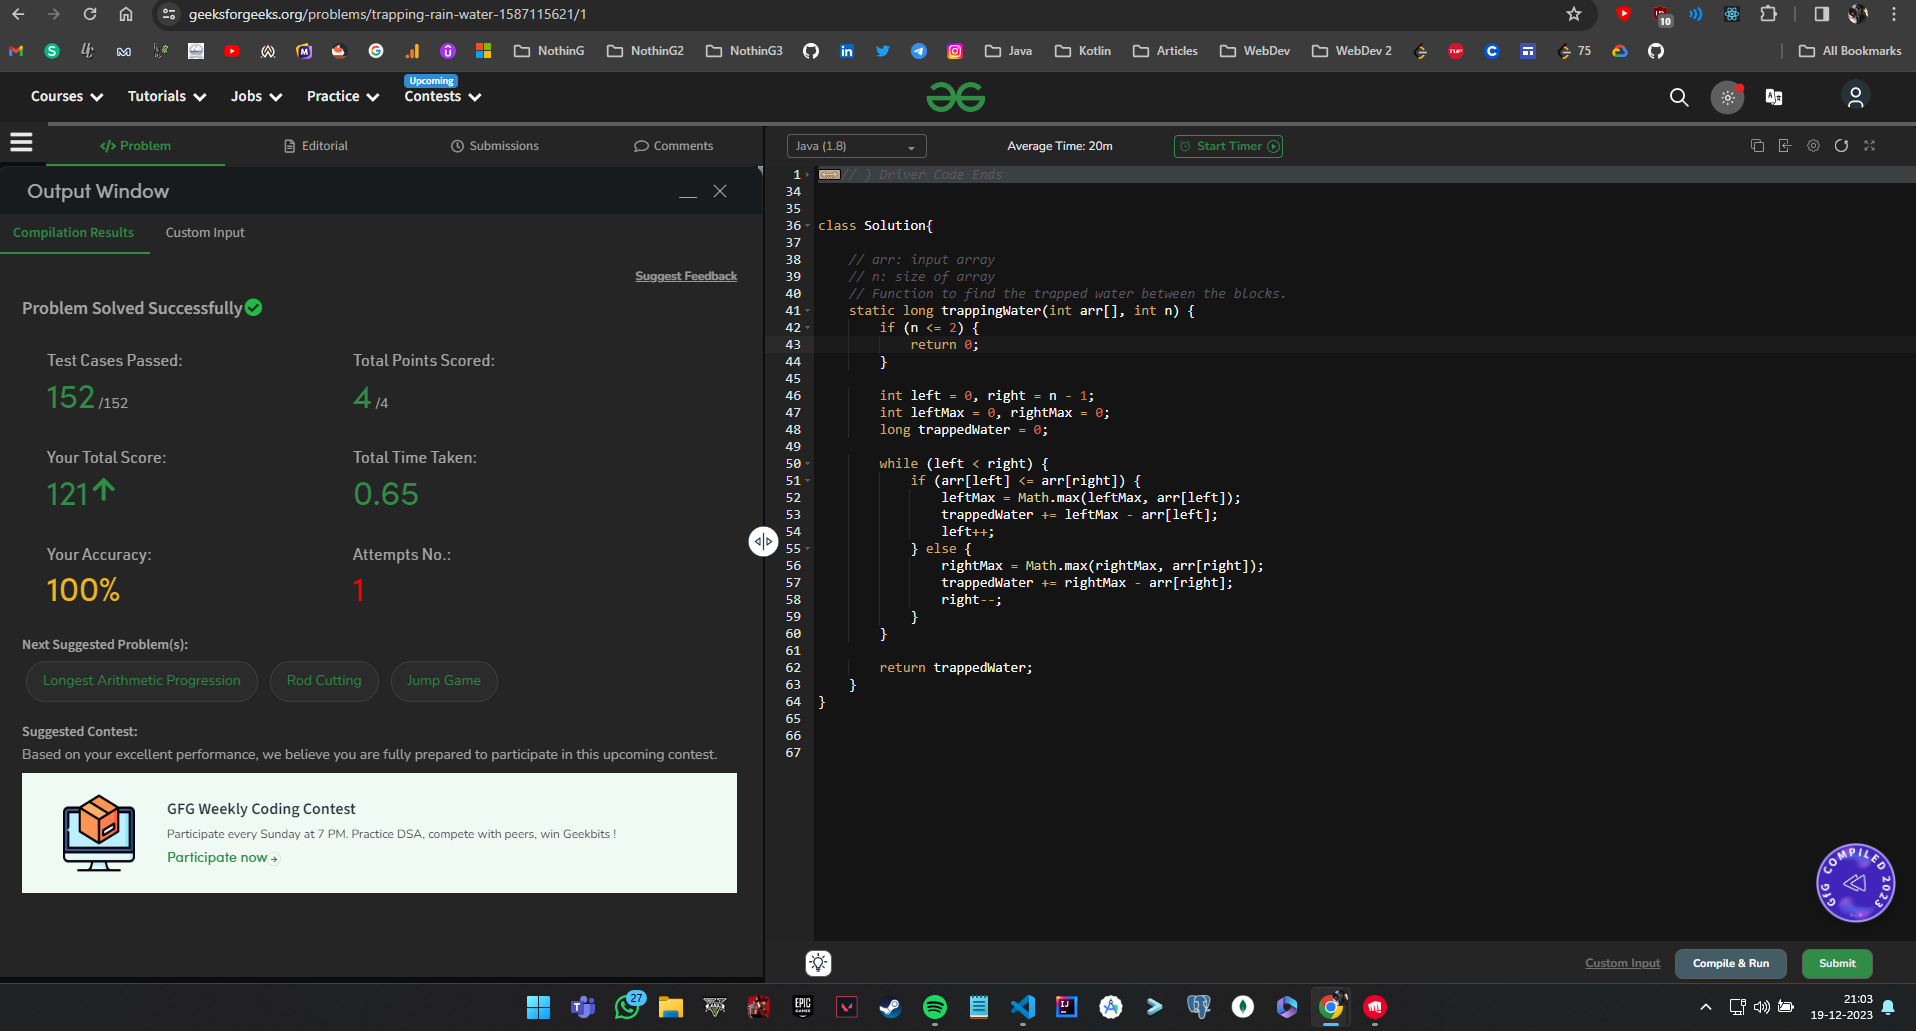 geeksforgeeks.org/problems/trapping-rain-water-1587115621/1
10
NothinG
NothinG2
NothinG3
Java
Kotlin
Articles
WebDev
WebDev 2
75
All Bookmarks
Upcoming
Courses
Tutorials
Jobs
Practice
Contests
Problem
Editorial
Submissions
Comments
Java (1.8)
Average Time: 20m
Start Timer
Output Window
Compilation Results
Custom Input
Suggest Feedback
Problem Solved Successfully
Test Cases Passed:
152 /152
Total Points Scored:
4 /4
Your Total Score:
121
Total Time Taken:
0.65
Your Accuracy:
100%
Attempts No.:
1
Next Suggested Problem(s):
Longest Arithmetic Progression
Rod Cutting
Jump Game
Suggested Contest:
Based on your excellent performance, we believe you are fully prepared to participate in this upcoming contest.
GFG Weekly Coding Contest
Participate every Sunday at 7 PM. Practice DSA, compete with peers, win Geekbits !
Participate now
1 // } Driver Code Ends
34
35
36 class Solution{
37
38 // arr: input array
39 // n: size of array
40 // Function to find the trapped water between the blocks.
41 static long trappingWater(int arr[], int n) {
42 if (n <= 2) {
43 return 0;
44 }
45
46 int left = 0, right = n - 1;
47 int leftMax = 0, rightMax = 0;
48 long trappedWater = 0;
49
50 while (left < right) {
51 if (arr[left] <= arr[right]) {
52 leftMax = Math.max(leftMax, arr[left]);
53 trappedWater += leftMax - arr[left];
54 left++;
55 } else {
56 rightMax = Math.max(rightMax, arr[right]);
57 trappedWater += rightMax - arr[right];
58 right--;
59 }
60 }
61
62 return trappedWater;
63 }
64 }
65
66
67
GFG COMPILED 2023
Custom Input
Compile & Run
Submit
27
EPIC GAMES
21:03
19-12-2023